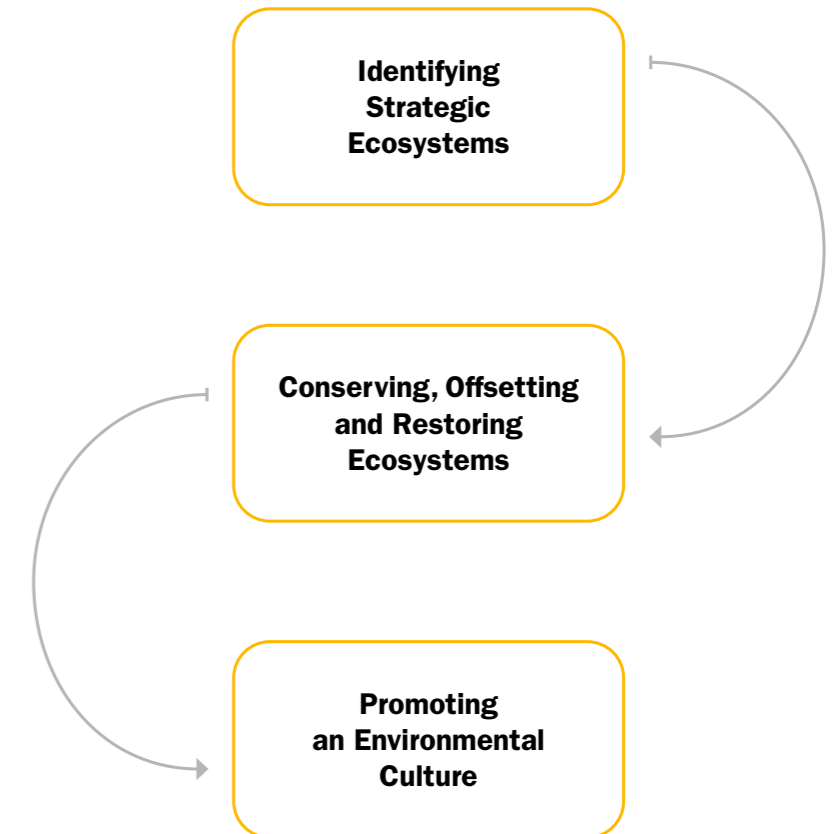 Identifying
Strategic
Ecosystems
Conserving, Offsetting
and Restoring
Ecosystems
Promoting
an Environmental
Culture